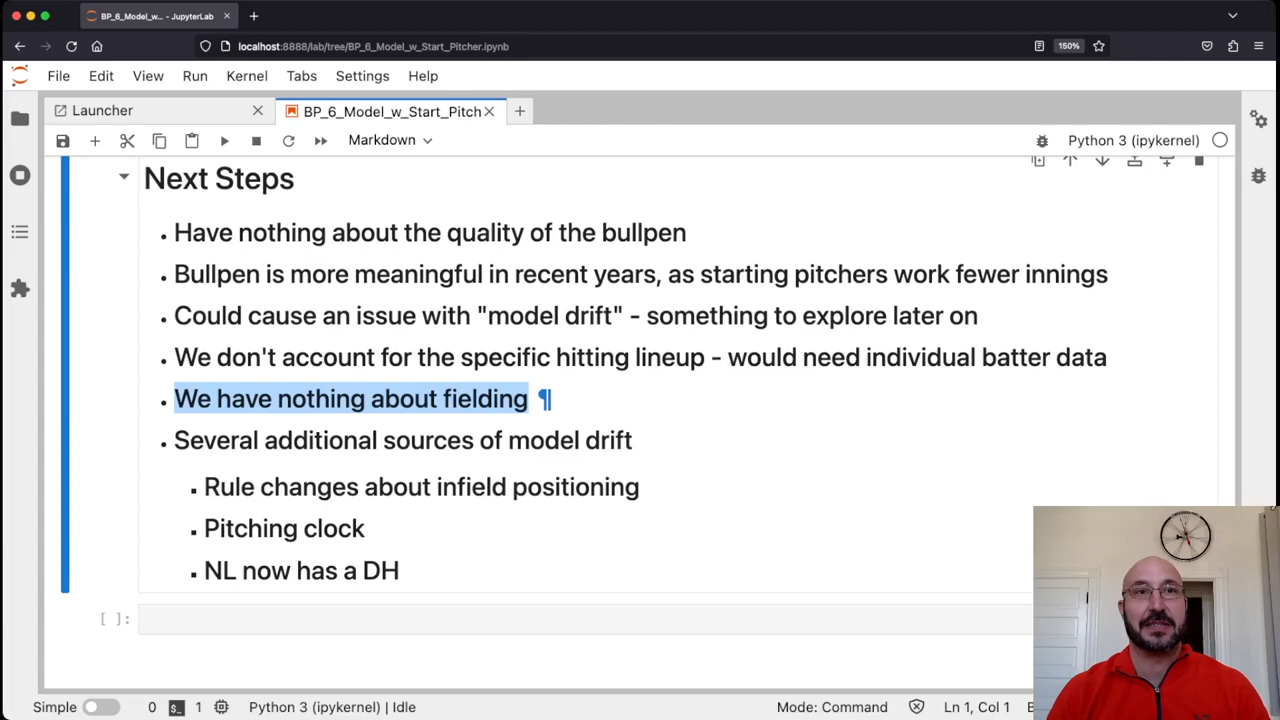 BP_6_Model_w... - JupyterLab
localhost:8888/lab/tree/BP_6_Model_w_Start_Pitcher.ipynb
150%
File Edit View Run Kernel Tabs Settings Help
Launcher
BP_6_Model_w_Start_Pitch
Markdown
Python 3 (ipykernel)
Next Steps
• Have nothing about the quality of the bullpen
• Bullpen is more meaningful in recent years, as starting pitchers work fewer innings
• Could cause an issue with "model drift" - something to explore later on
• We don't account for the specific hitting lineup - would need individual batter data
• We have nothing about fielding ¶
• Several additional sources of model drift
▪ Rule changes about infield positioning
▪ Pitching clock
▪ NL now has a DH
[ ]:
Simple 0 $_ 1 Python 3 (ipykernel) | Idle Mode: Command Ln 1, Col 1